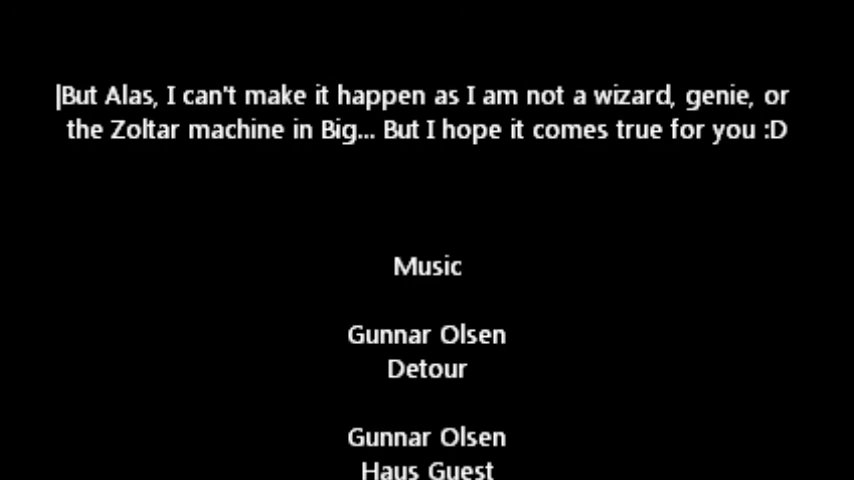 |But Alas, I can't make it happen as I am not a wizard, genie, or
the Zoltar machine in Big... But I hope it comes true for you :D
Music
Gunnar Olsen
Detour
Gunnar Olsen
Haus Guest